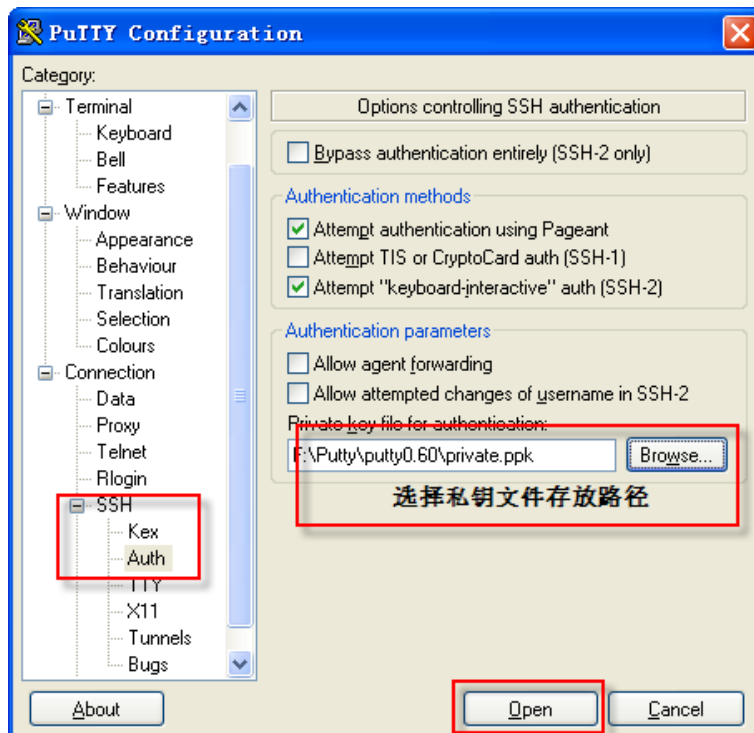 PuTTY Configuration
Category:
Terminal
Keyboard
Bell
Features
Window
Appearance
Behaviour
Translation
Selection
Colours
Connection
Data
Proxy
Telnet
Rlogin
SSH
Kex
Auth
TTY
X11
Tunnels
Bugs
Options controlling SSH authentication
Bypass authentication entirely (SSH-2 only)
Authentication methods
Attempt authentication using Pageant
Attempt TIS or CryptoCard auth (SSH-1)
Attempt "keyboard-interactive" auth (SSH-2)
Authentication parameters
Allow agent forwarding
Allow attempted changes of username in SSH-2
Private key file for authentication:
F:\Putty\putty0.60\private.ppk
Browse...
选择私钥文件存放路径
About
Open
Cancel